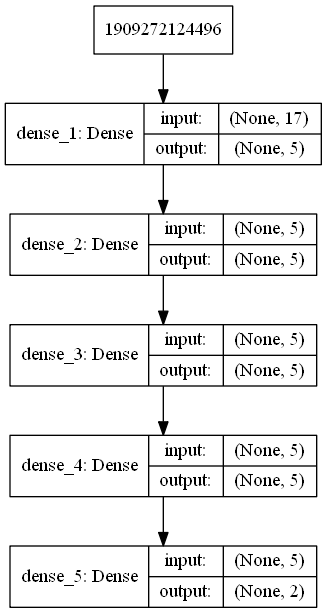 1909272124496
dense_1: Dense
input:
(None, 17)
output:
(None, 5)
dense_2: Dense
input:
(None, 5)
output:
(None, 5)
dense_3: Dense
input:
(None, 5)
output:
(None, 5)
dense_4: Dense
input:
(None, 5)
output:
(None, 5)
dense_5: Dense
input:
(None, 5)
output:
(None, 2)